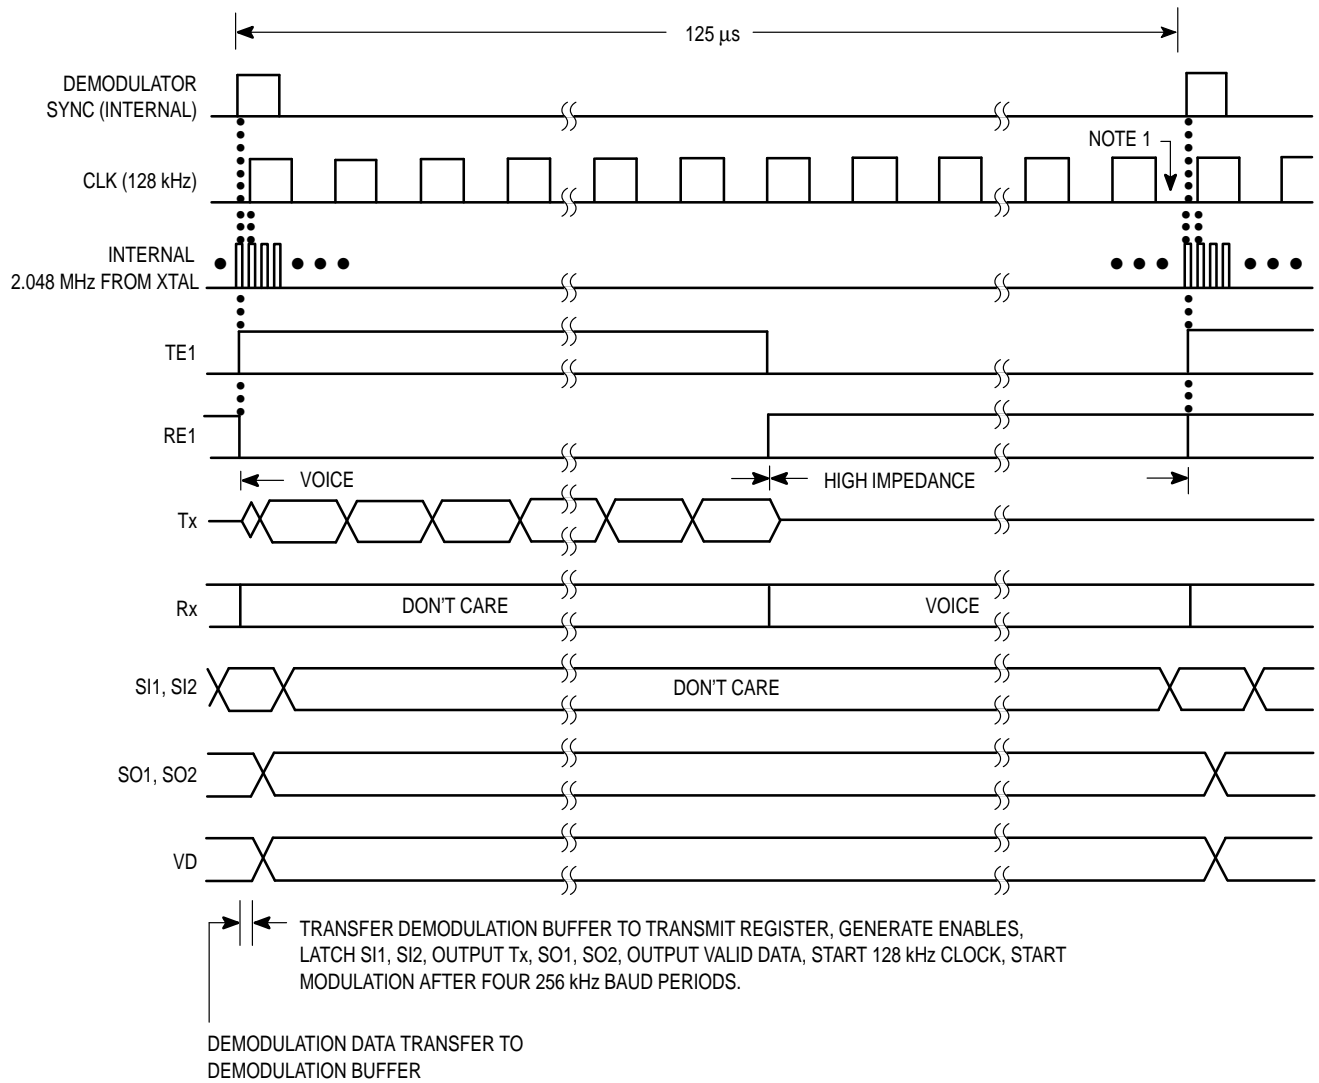 125 µs
DEMODULATOR
SYNC (INTERNAL)
NOTE 1
CLK (128 kHz)
INTERNAL
2.048 MHz FROM XTAL
TE1
RE1
VOICE
HIGH IMPEDANCE
Tx
Rx
DON'T CARE
VOICE
SI1, SI2
DON'T CARE
SO1, SO2
VD
TRANSFER DEMODULATION BUFFER TO TRANSMIT REGISTER, GENERATE ENABLES,
LATCH SI1, SI2, OUTPUT Tx, SO1, SO2, OUTPUT VALID DATA, START 128 kHz CLOCK, START
MODULATION AFTER FOUR 256 kHz BAUD PERIODS.
DEMODULATION DATA TRANSFER TO
DEMODULATION BUFFER